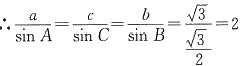 ∴ a/sin A = c/sin C = b/sin B = √3/(√3/2) = 2